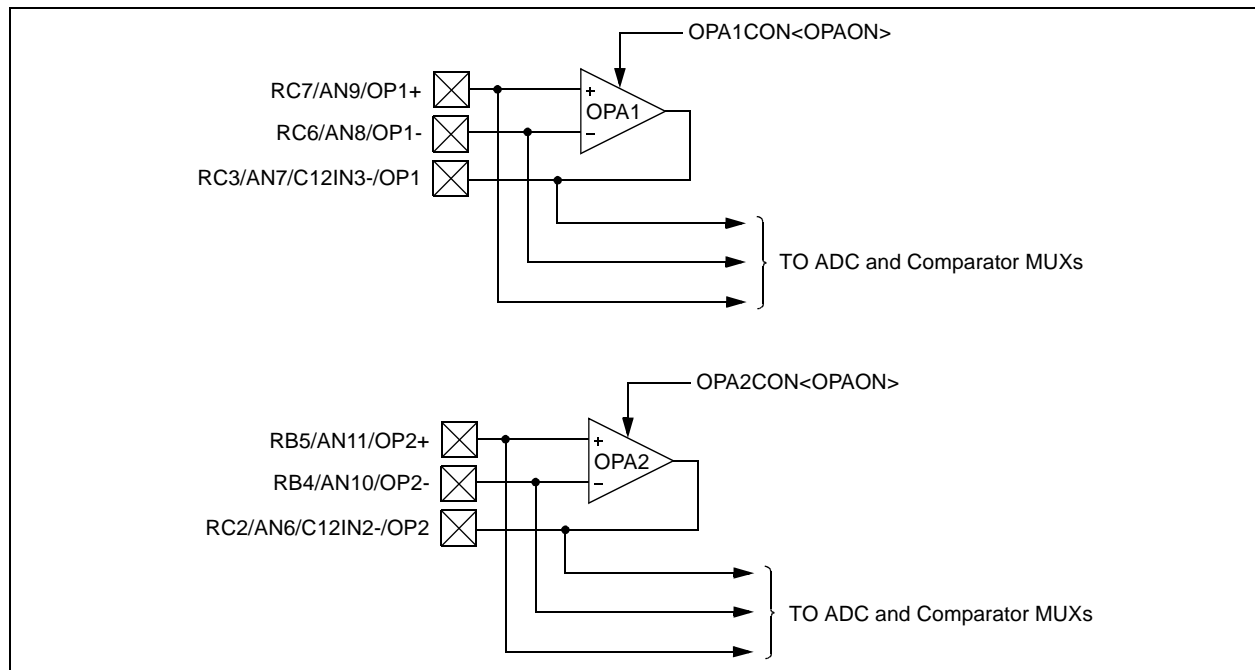 OPA1CON<OPAON>
RC7/AN9/OP1+
+
OPA1
RC6/AN8/OP1-
–
RC3/AN7/C12IN3-/OP1
TO ADC and Comparator MUXs
OPA2CON<OPAON>
RB5/AN11/OP2+
+
OPA2
RB4/AN10/OP2-
–
RC2/AN6/C12IN2-/OP2
TO ADC and Comparator MUXs